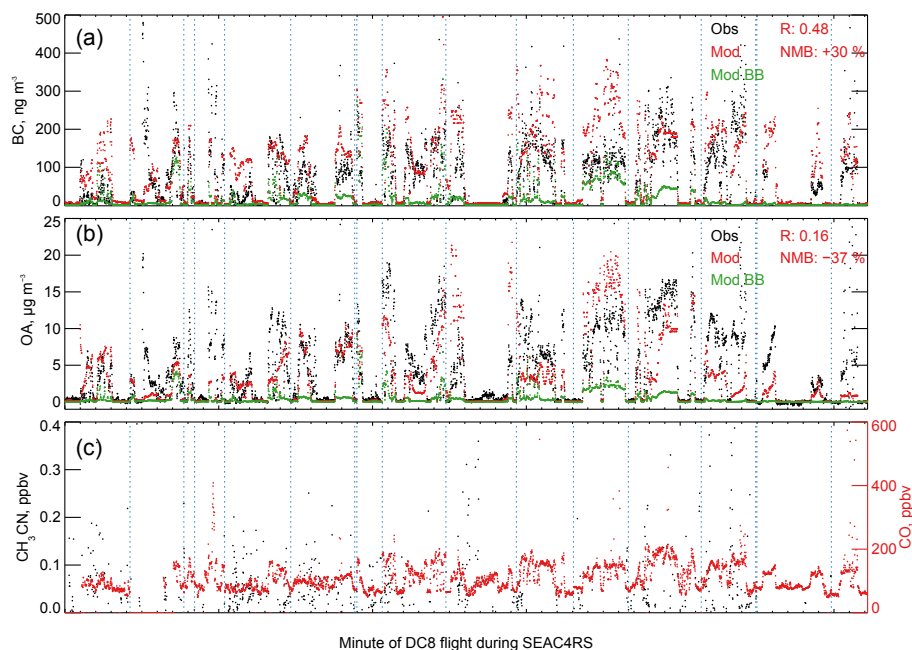 (a)
Obs R: 0.48
Mod NMB: +30 %
Mod BB
500
400
300
200
100
0
BC, ng m⁻³
(b)
Obs R: 0.16
Mod NMB: −37 %
Mod BB
25
20
15
10
5
0
OA, µg m⁻³
(c)
0.4
0.3
0.2
0.1
0.0
CH₃CN, ppbv
600
400
200
0
CO, ppbv
Minute of DC8 flight during SEAC4RS